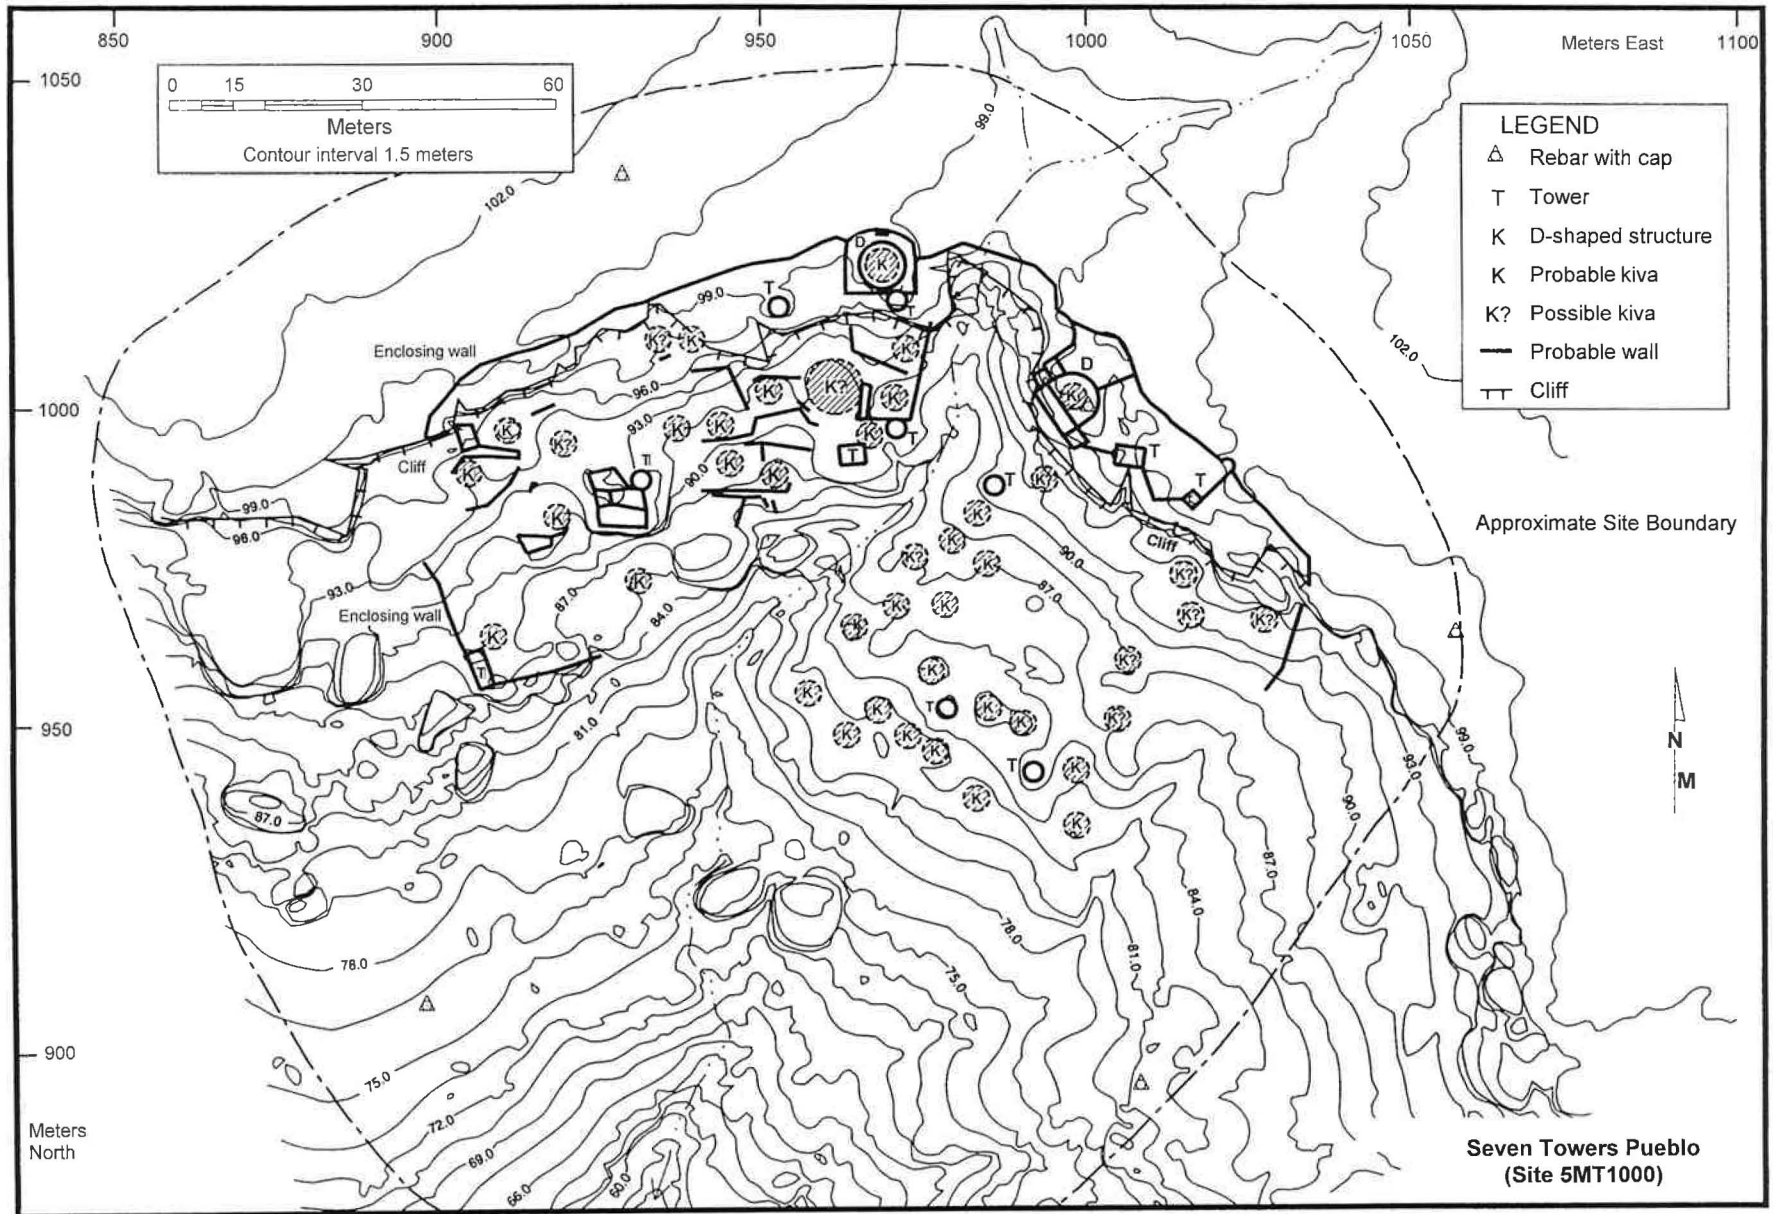 850 900 950 1000 1050 Meters East 1100
1050
0 15 30 60
Meters
Contour interval 1.5 meters
LEGEND
Rebar with cap
T Tower
K D-shaped structure
K Probable kiva
K? Possible kiva
Probable wall
Cliff
99.0
102.0
D
K
T
T
99.0
102.0
Enclosing wall
K? K K
D
96.0
K K? K K
1000
K K? 93.0 K K K T
Cliff
K T K K T T T
90.0 K T
99.0
K K
96.0
Approximate Site Boundary
K Cliff
K? K 90.0
K K?
93.0
87.0 87.0
Enclosing wall
84.0 K K K? K?
K
K?
T
K?
K
K T K K K?
950
81.0 K K K
99.0
N
T K
93.0
M
K
90.0
87.0
K
87.0
84.0
78.0
81.0
78.0
75.0
900
75.0
72.0
Meters
North
69.0
66.0
60.0
Seven Towers Pueblo
(Site 5MT1000)